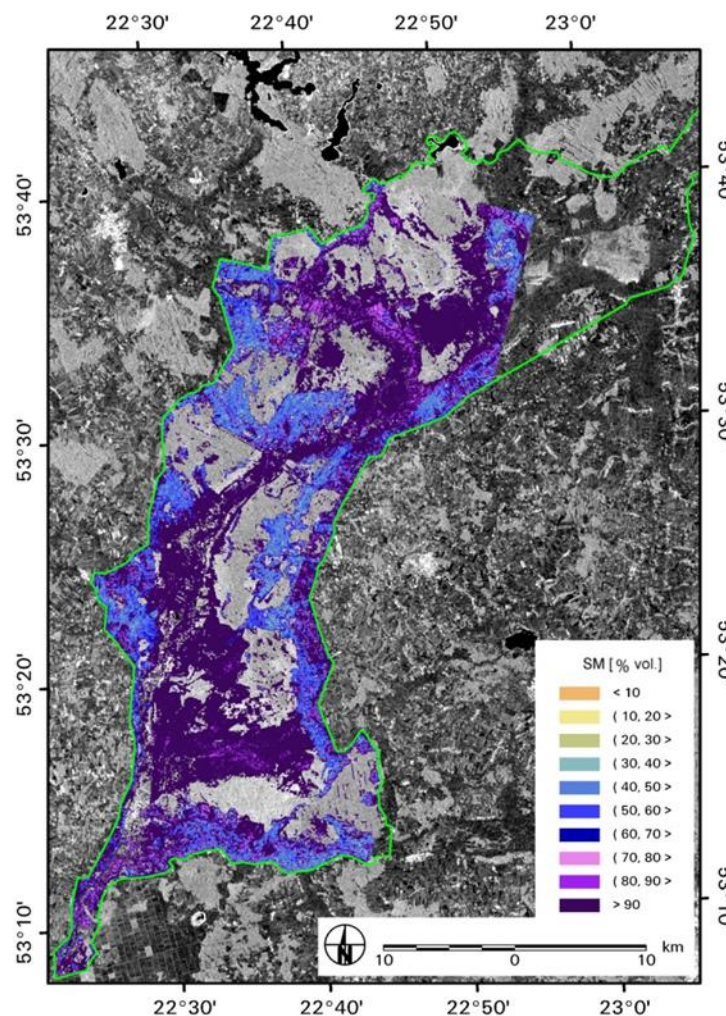 22°30' 22°40' 22°50' 23°0'
53°40'
53°40'
53°30'
53°30'
53°20'
53°20'
53°10'
53°10'
SM [ % vol.]
< 10
( 10, 20 >
( 20, 30 >
( 30, 40 >
( 40, 50 >
( 50, 60 >
( 60, 70 >
( 70, 80 >
( 80, 90 >
> 90
N
10 0 10 km
22°30' 22°40' 22°50' 23°0'